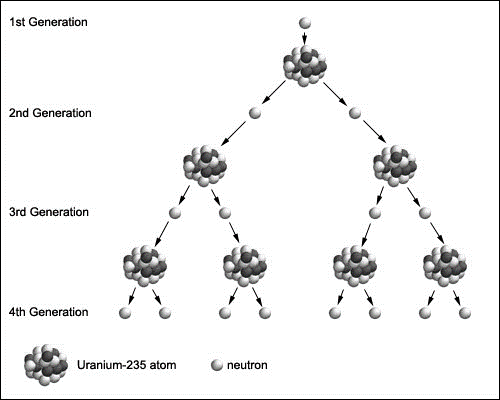 1st Generation
2nd Generation
3rd Generation
4th Generation
Uranium-235 atom
neutron